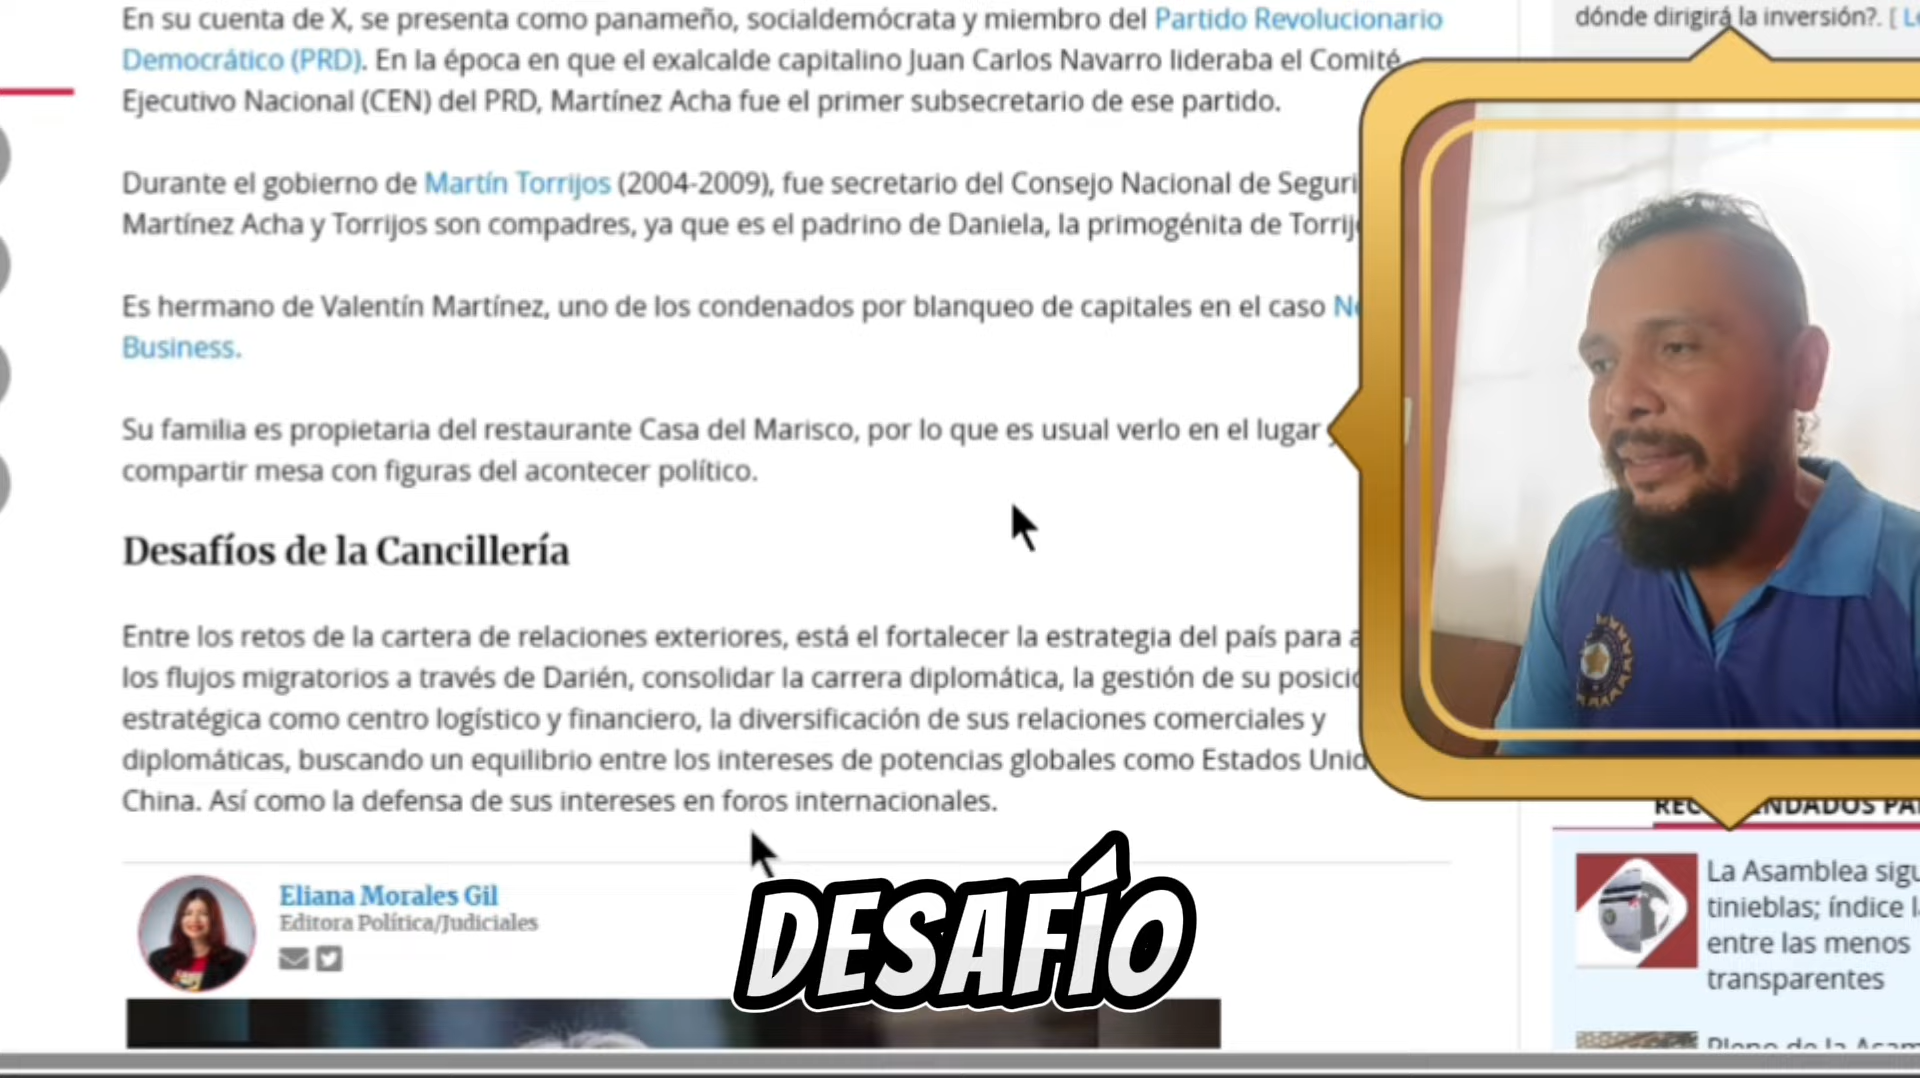 En su cuenta de X, se presenta como panameño, socialdemócrata y miembro del Partido Revolucionario
Democrático (PRD). En la época en que el exalcalde capitalino Juan Carlos Navarro lideraba el Comité
Ejecutivo Nacional (CEN) del PRD, Martínez Acha fue el primer subsecretario de ese partido.
Durante el gobierno de Martín Torrijos (2004-2009), fue secretario del Consejo Nacional de Seguri
Martínez Acha y Torrijos son compadres, ya que es el padrino de Daniela, la primogénita de Torrij
Es hermano de Valentín Martínez, uno de los condenados por blanqueo de capitales en el caso
Business.
Su familia es propietaria del restaurante Casa del Marisco, por lo que es usual verlo en el lugar
compartir mesa con figuras del acontecer político.
Desafíos de la Cancillería
Entre los retos de la cartera de relaciones exteriores, está el fortalecer la estrategia del país para a
los flujos migratorios a través de Darién, consolidar la carrera diplomática, la gestión de su posici
estratégica como centro logístico y financiero, la diversificación de sus relaciones comerciales y
diplomáticas, buscando un equilibrio entre los intereses de potencias globales como Estados Unid
China. Así como la defensa de sus intereses en foros internacionales.
Eliana Morales Gil
Editora Política/Judiciales
DESAFÍO
dónde dirigirá la inversión?. [ L
La Asamblea sigu
tinieblas; índice l
entre las menos
transparentes